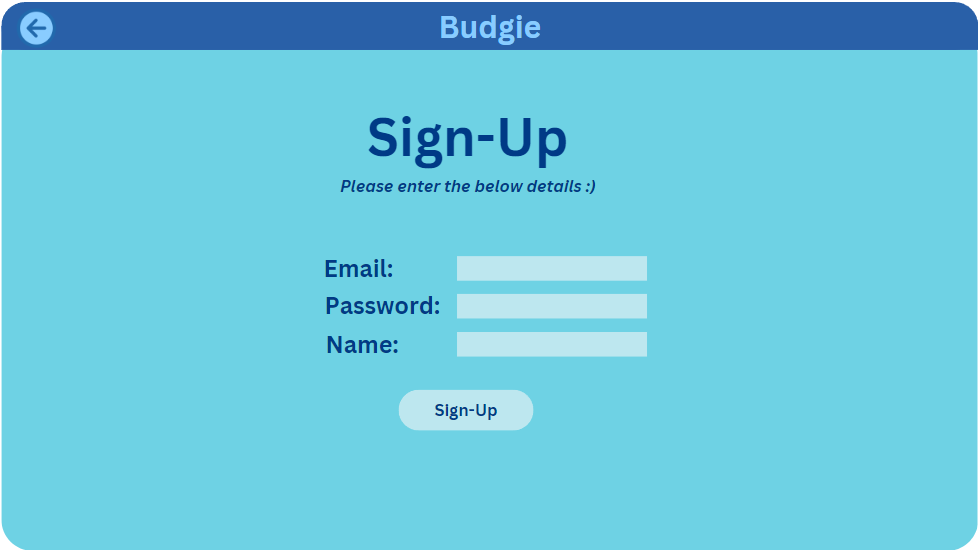 Budgie
Sign-Up
Please enter the below details :)
Email:
Password:
Name:
Sign-Up